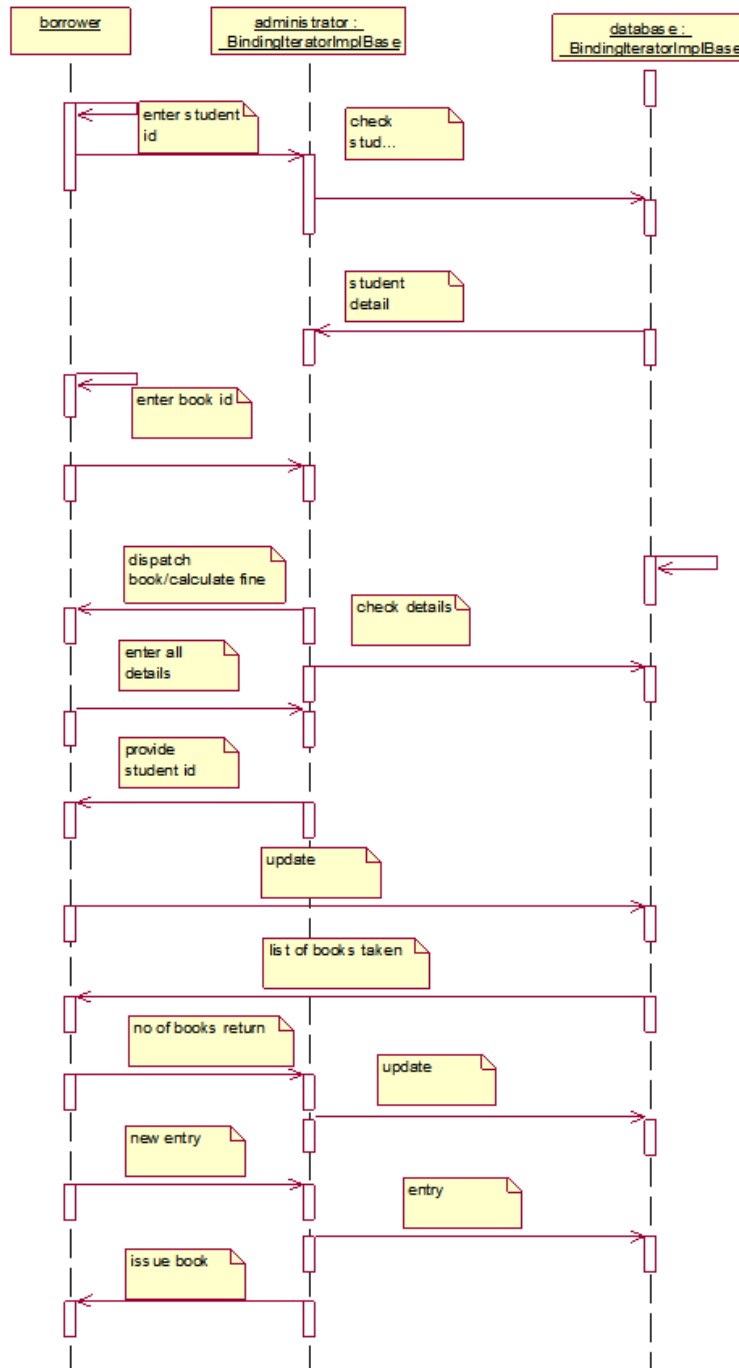 borrower
administrator :
_BindingIteratorImplBase
database :
_BindingIteratorImplBase
enter student
id
check
stud...
student
detail
enter book id
dispatch
book/calculate fine
check details
enter all
details
provide
student id
update
list of books taken
no of books return
update
new entry
entry
issue book